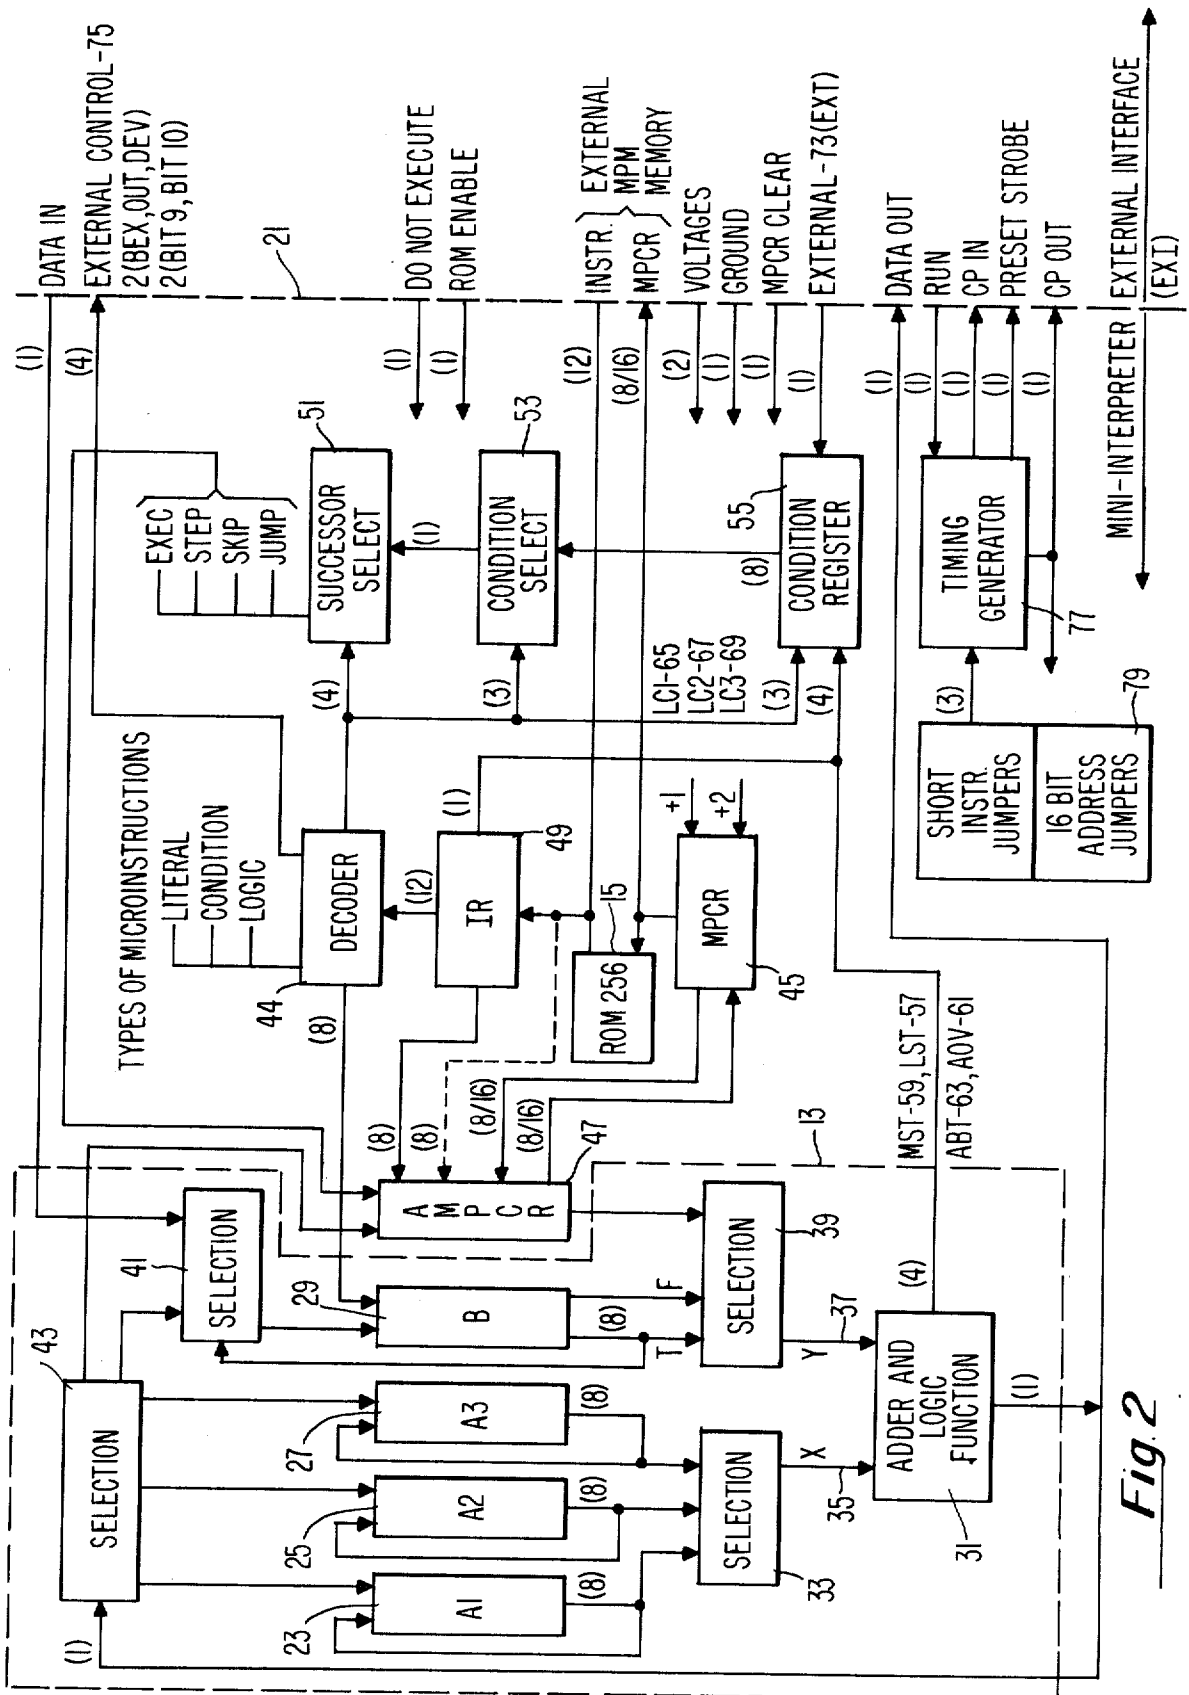 DATA IN
EXTERNAL CONTROL-75
2(BEX,OUT,DEV)
2(BIT 9, BIT 10)
21
DO NOT EXECUTE
ROM ENABLE
INSTR.
MPCR
EXTERNAL
MPM
MEMORY
VOLTAGES
GROUND
MPCR CLEAR
EXTERNAL-73(EXT)
DATA OUT
RUN
CP IN
PRESET STROBE
CP OUT
MINI-INTERPRETER
EXTERNAL INTERFACE
(EXI)
(1)
(4)
(1)
(1)
(12)
(8/16)
(2)
(1)
(1)
(1)
(1)
(1)
(1)
(1)
(1)
EXEC
STEP
SKIP
JUMP
SUCCESSOR
SELECT
51
(1)
CONDITION
SELECT
53
(8)
CONDITION
REGISTER
55
TIMING
GENERATOR
77
(4)
(3)
LC1-65
LC2-67
LC3-69
(3)
(4)
(3)
SHORT
INSTR.
JUMPERS
16 BIT
ADDRESS
JUMPERS
79
TYPES OF MICROINSTRUCTIONS
LITERAL
CONDITION
LOGIC
DECODER
44
(8)
(12)
IR
49
(1)
ROM 256
15
MPCR
45
+1
+2
(8)
(8)
(8/16)
(8/16)
AMPCR
47
13
MST-59, LST-57
ABT-63, AOV-61
(4)
43
SELECTION
(1)
41
SELECTION
29
B
(8)
T
F
27
A3
(8)
25
A2
(8)
23
A1
(8)
SELECTION
39
SELECTION
33
Y
37
X
35
ADDER AND
LOGIC
FUNCTION
31
(1)
Fig. 2